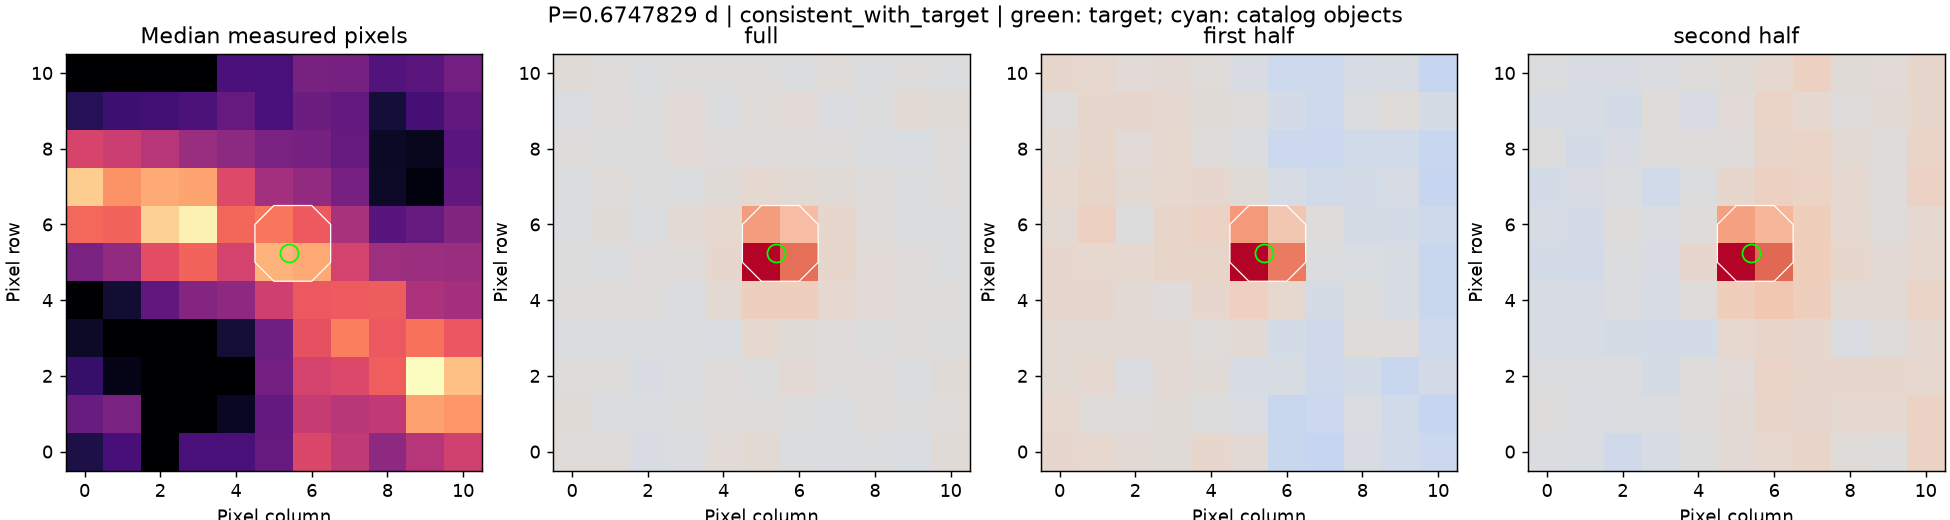 P=0.6747829 d | consistent_with_target | green: target; cyan: catalog objects
Median measured pixels
full
first half
second half
10
8
6
4
2
0
Pixel row
0 2 4 6 8 10
Pixel column
10
8
6
4
2
0
Pixel row
0 2 4 6 8 10
Pixel column
10
8
6
4
2
0
Pixel row
0 2 4 6 8 10
Pixel column
10
8
6
4
2
0
Pixel row
0 2 4 6 8 10
Pixel column